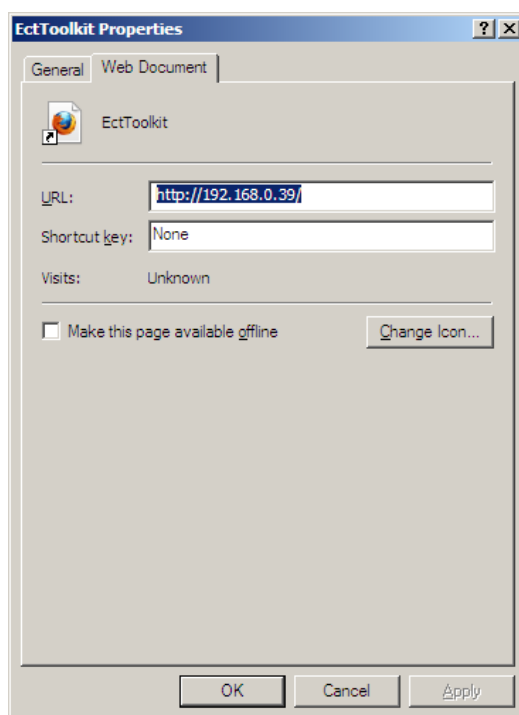 EctToolkit Properties
General Web Document
EctToolkit
URL: http://192.168.0.39/
Shortcut key: None
Visits: Unknown
Make this page available offline Change Icon...
OK Cancel Apply